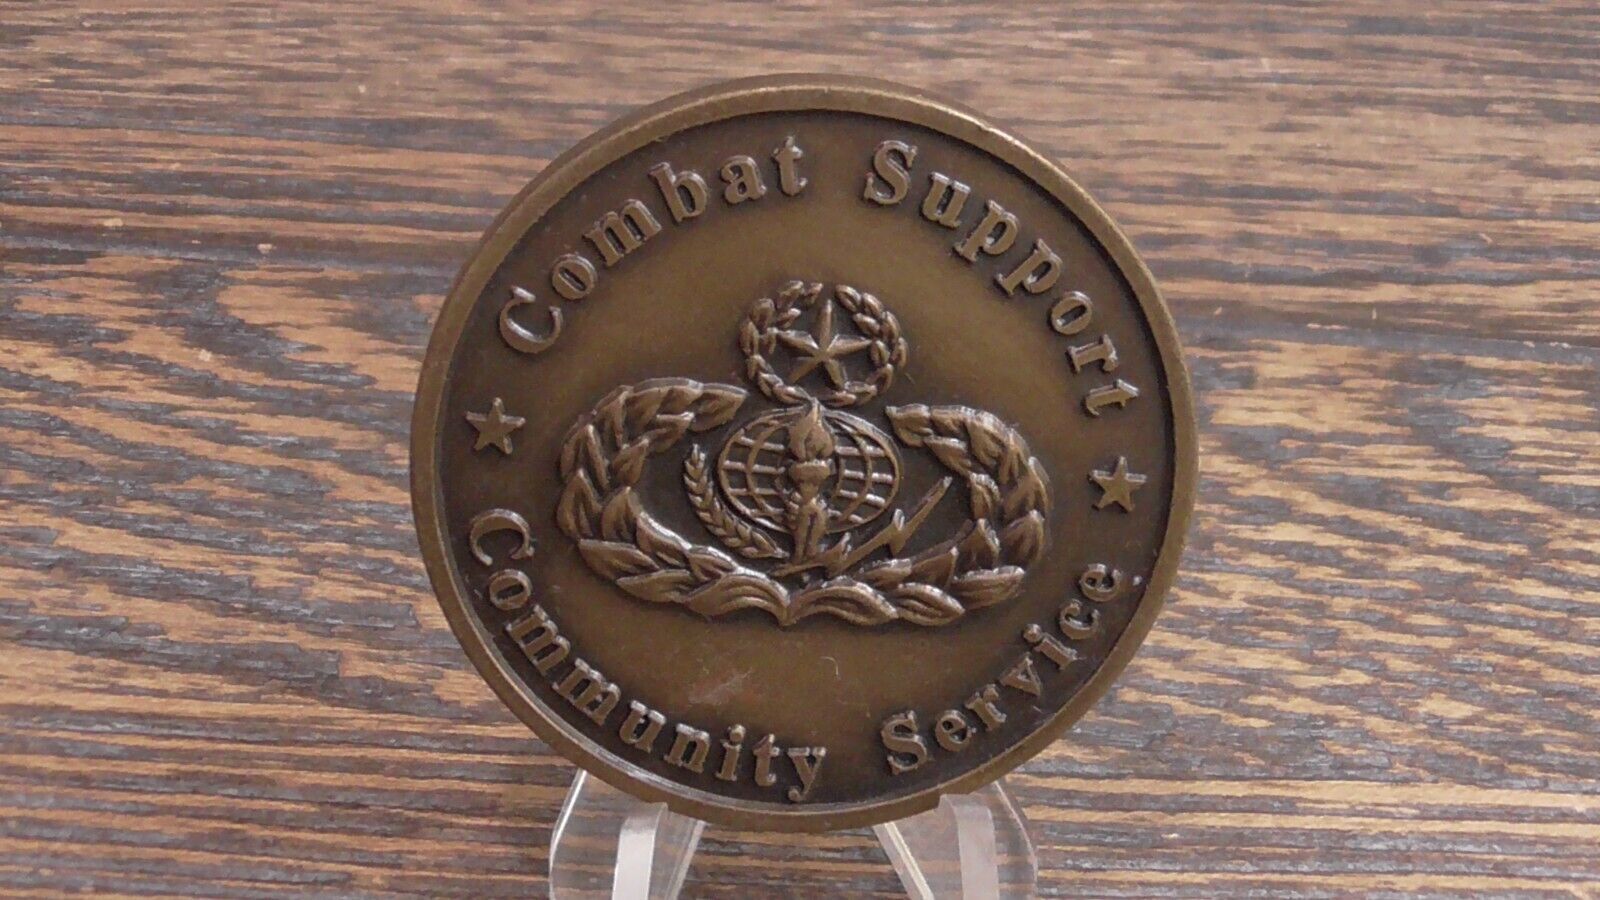 Combat Support
Community Service